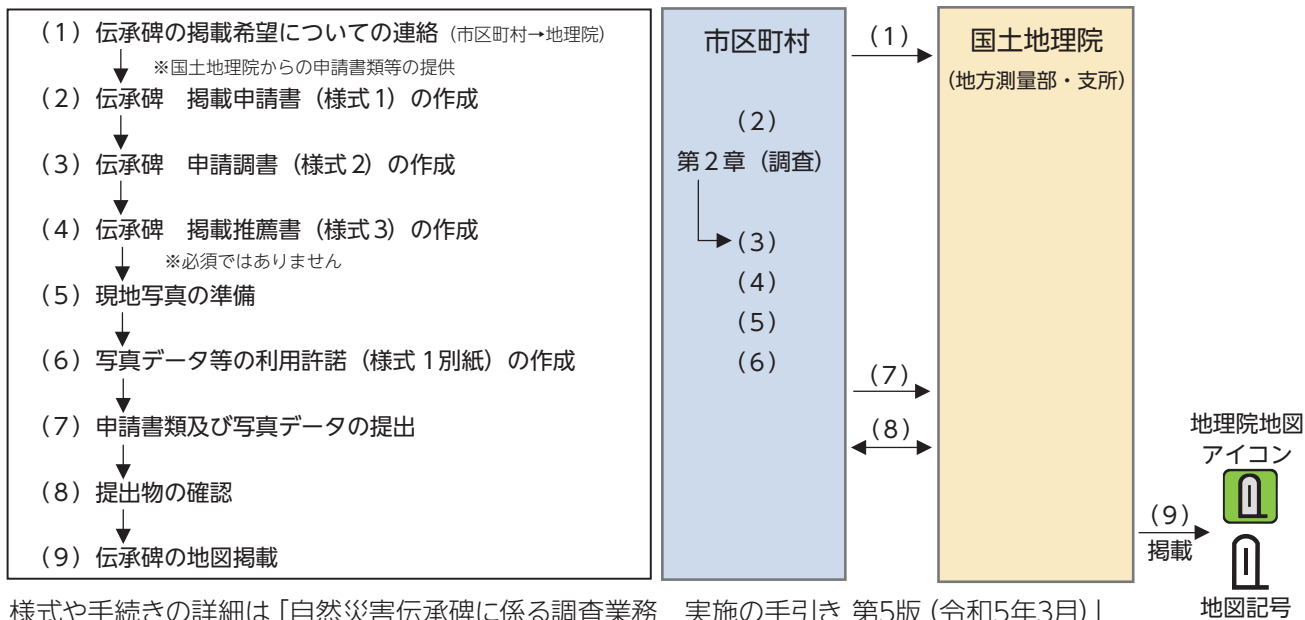 (1)伝承碑の掲載希望についての連絡(市区町村→地理院)
※国土地理院からの申請書類等の提供
(2)伝承碑 掲載申請書(様式1)の作成
(3)伝承碑 申請調書(様式2)の作成
(4)伝承碑 掲載推薦書(様式3)の作成
※必須ではありません
(5)現地写真の準備
(6)写真データ等の利用許諾(様式1別紙)の作成
(7)申請書類及び写真データの提出
(8)提出物の確認
(9)伝承碑の地図掲載
市区町村
(2)
第2章(調査)
(3)
(4)
(5)
(6)
(1)
(7)
(8)
国土地理院
(地方測量部・支所)
(9)
掲載
地理院地図
アイコン
地図記号
様式や手続きの詳細は「自然災害伝承碑に係る調査業務 実施の手引き 第5版(令和5年3月)」